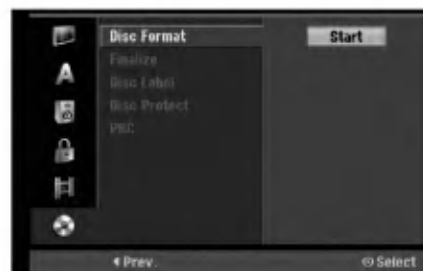 Disc Format
Start
Finalize
Disc Label
Disc Protect
PBC
A
Prev.
Select